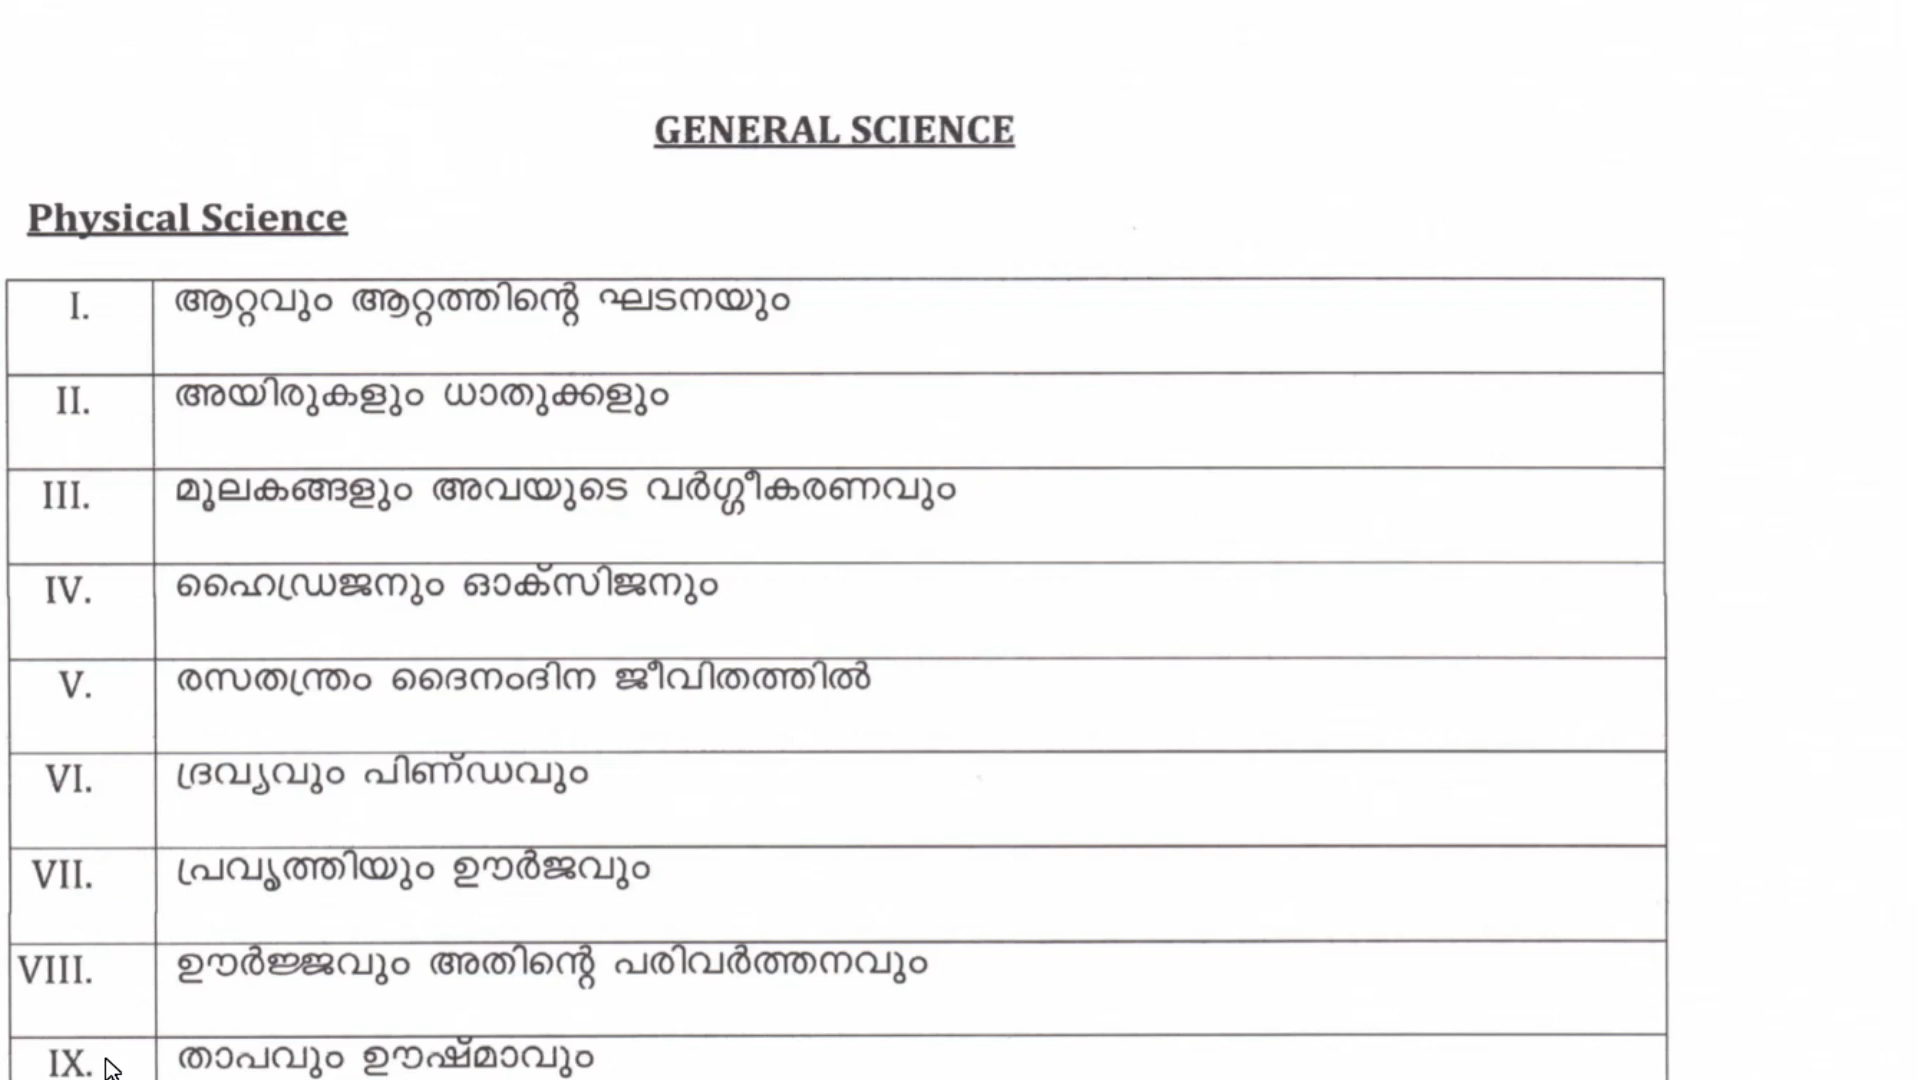 GENERAL SCIENCE
Physical Science
I. ആറ്റവും ആറ്റത്തിന്റെ ഘടനയും
II. അയിരുകളും ധാതുക്കളും
III. മൂലകങ്ങളും അവയുടെ വർഗ്ഗീകരണവും
IV. ഹൈഡ്രജനും ഓക്സിജനും
V. രസതന്ത്രം ദൈനംദിന ജീവിതത്തിൽ
VI. ദ്രവ്യവും പിണ്ഡവും
VII. പ്രവൃത്തിയും ഊർജവും
VIII. ഊർജ്ജവും അതിന്റെ പരിവർത്തനവും
IX. താപവും ഊഷ്മാവും